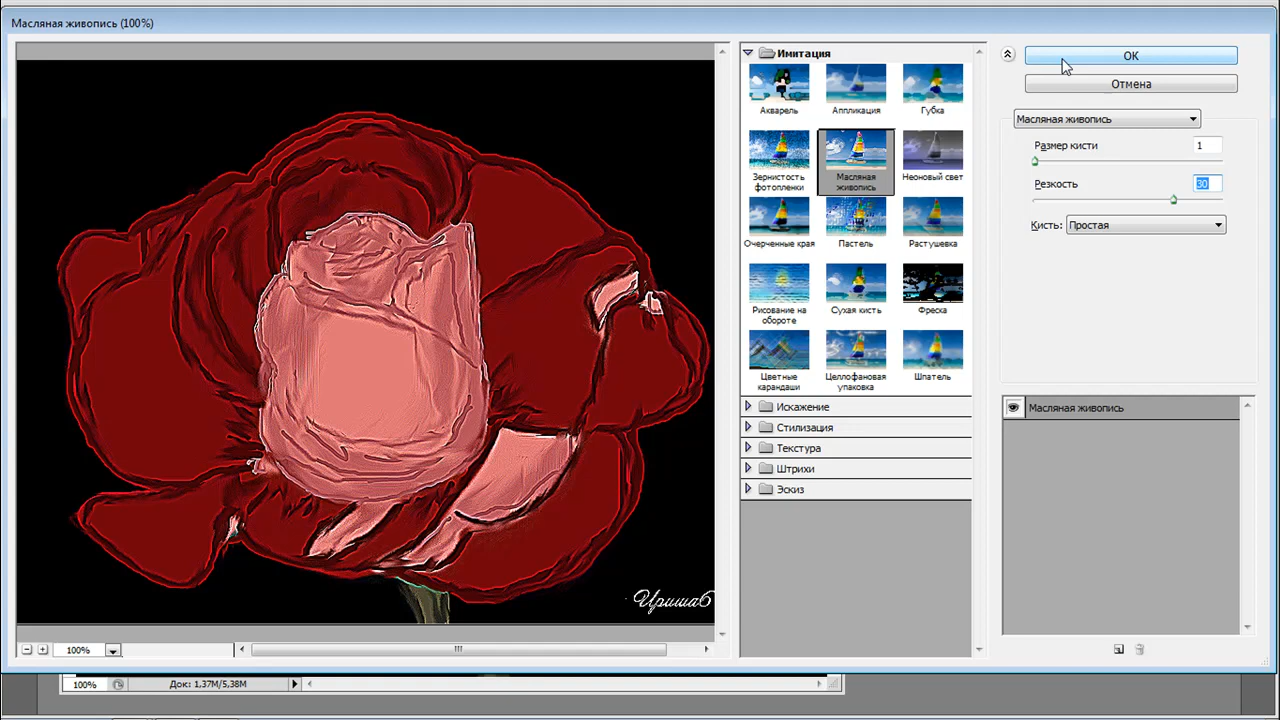 Масляная живопись (100%)
Имитация
Акварель
Аппликация
Губка
Зернистость фотопленки
Масляная живопись
Неоновый свет
Очерченные края
Пастель
Растушевка
Рисование на обороте
Сухая кисть
Фреска
Цветные карандаши
Целлофановая упаковка
Шпатель
Искажение
Стилизация
Текстура
Штрихи
Эскиз
OK
Отмена
Масляная живопись
Размер кисти 1
Резкость 30
Кисть: Простая
Масляная живопись
Ириша
100%
100%
Док: 1,37M/5,38M